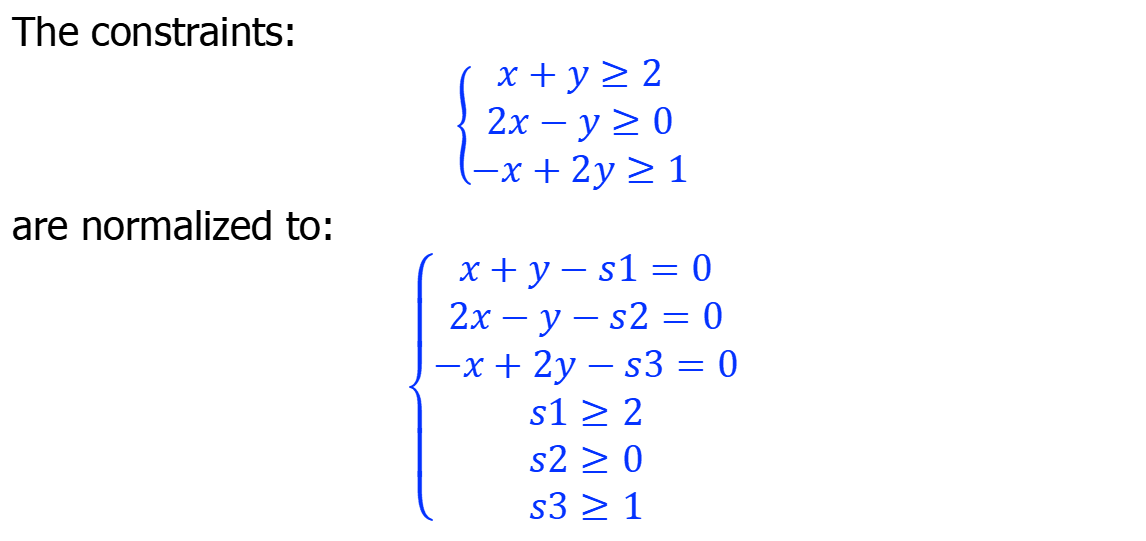 The constraints:
x + y ≥ 2
2x − y ≥ 0
−x + 2y ≥ 1
are normalized to:
x + y − s1 = 0
2x − y − s2 = 0
−x + 2y − s3 = 0
s1 ≥ 2
s2 ≥ 0
s3 ≥ 1